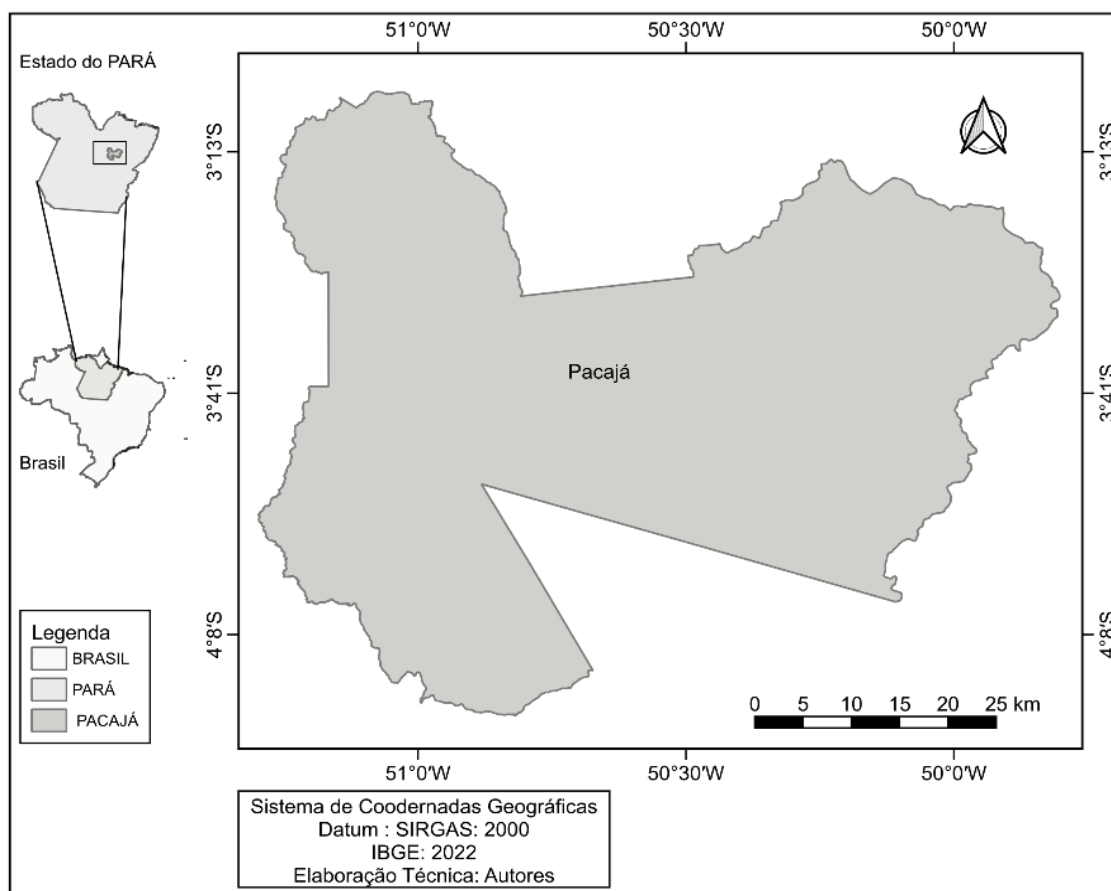 Estado do PARÁ
Brasil
Legenda
BRASIL
PARÁ
PACAJÁ
51°0'W
50°30'W
50°0'W
3°13'S
3°13'S
Pacajá
3°41'S
3°41'S
4°8'S
4°8'S
0 5 10 15 20 25 km
51°0'W
50°30'W
50°0'W
Sistema de Coodernadas Geográficas
Datum : SIRGAS: 2000
IBGE: 2022
Elaboração Técnica: Autores